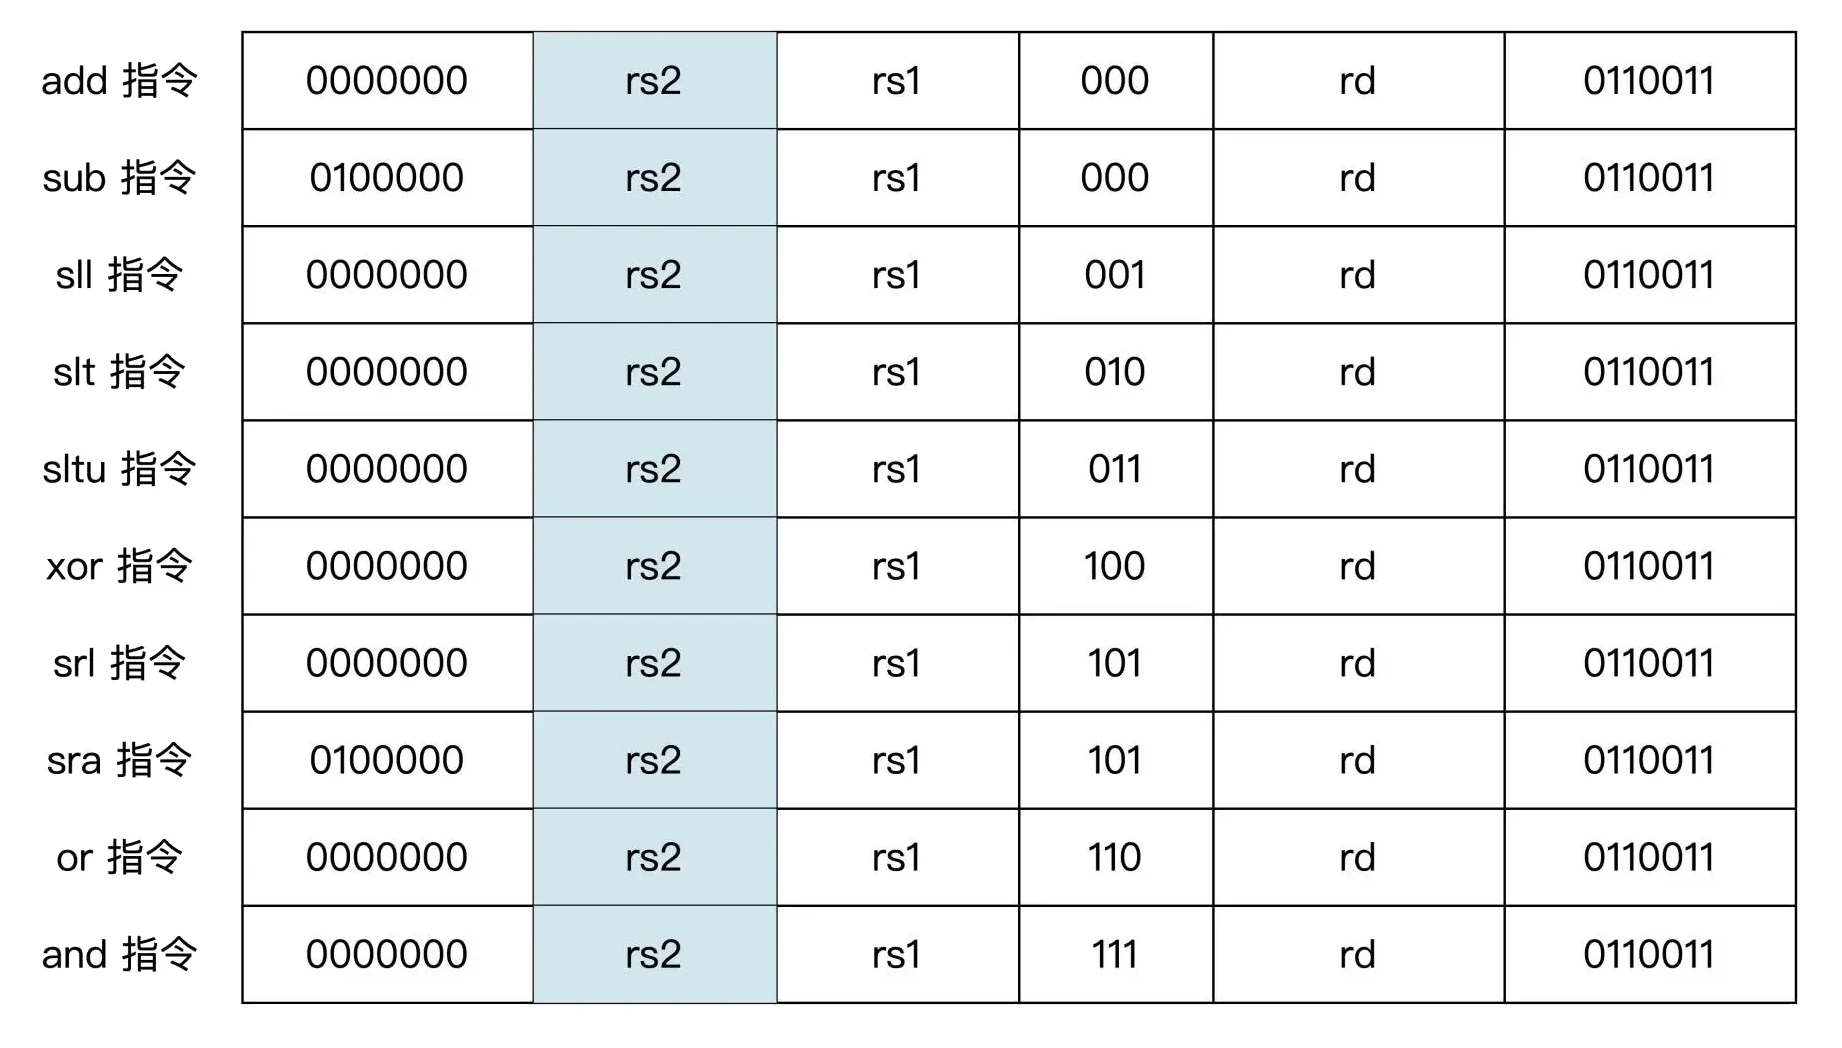 add 指令 0000000 rs2 rs1 000 rd 0110011
sub 指令 0100000 rs2 rs1 000 rd 0110011
sll 指令 0000000 rs2 rs1 001 rd 0110011
slt 指令 0000000 rs2 rs1 010 rd 0110011
sltu 指令 0000000 rs2 rs1 011 rd 0110011
xor 指令 0000000 rs2 rs1 100 rd 0110011
srl 指令 0000000 rs2 rs1 101 rd 0110011
sra 指令 0100000 rs2 rs1 101 rd 0110011
or 指令 0000000 rs2 rs1 110 rd 0110011
and 指令 0000000 rs2 rs1 111 rd 0110011